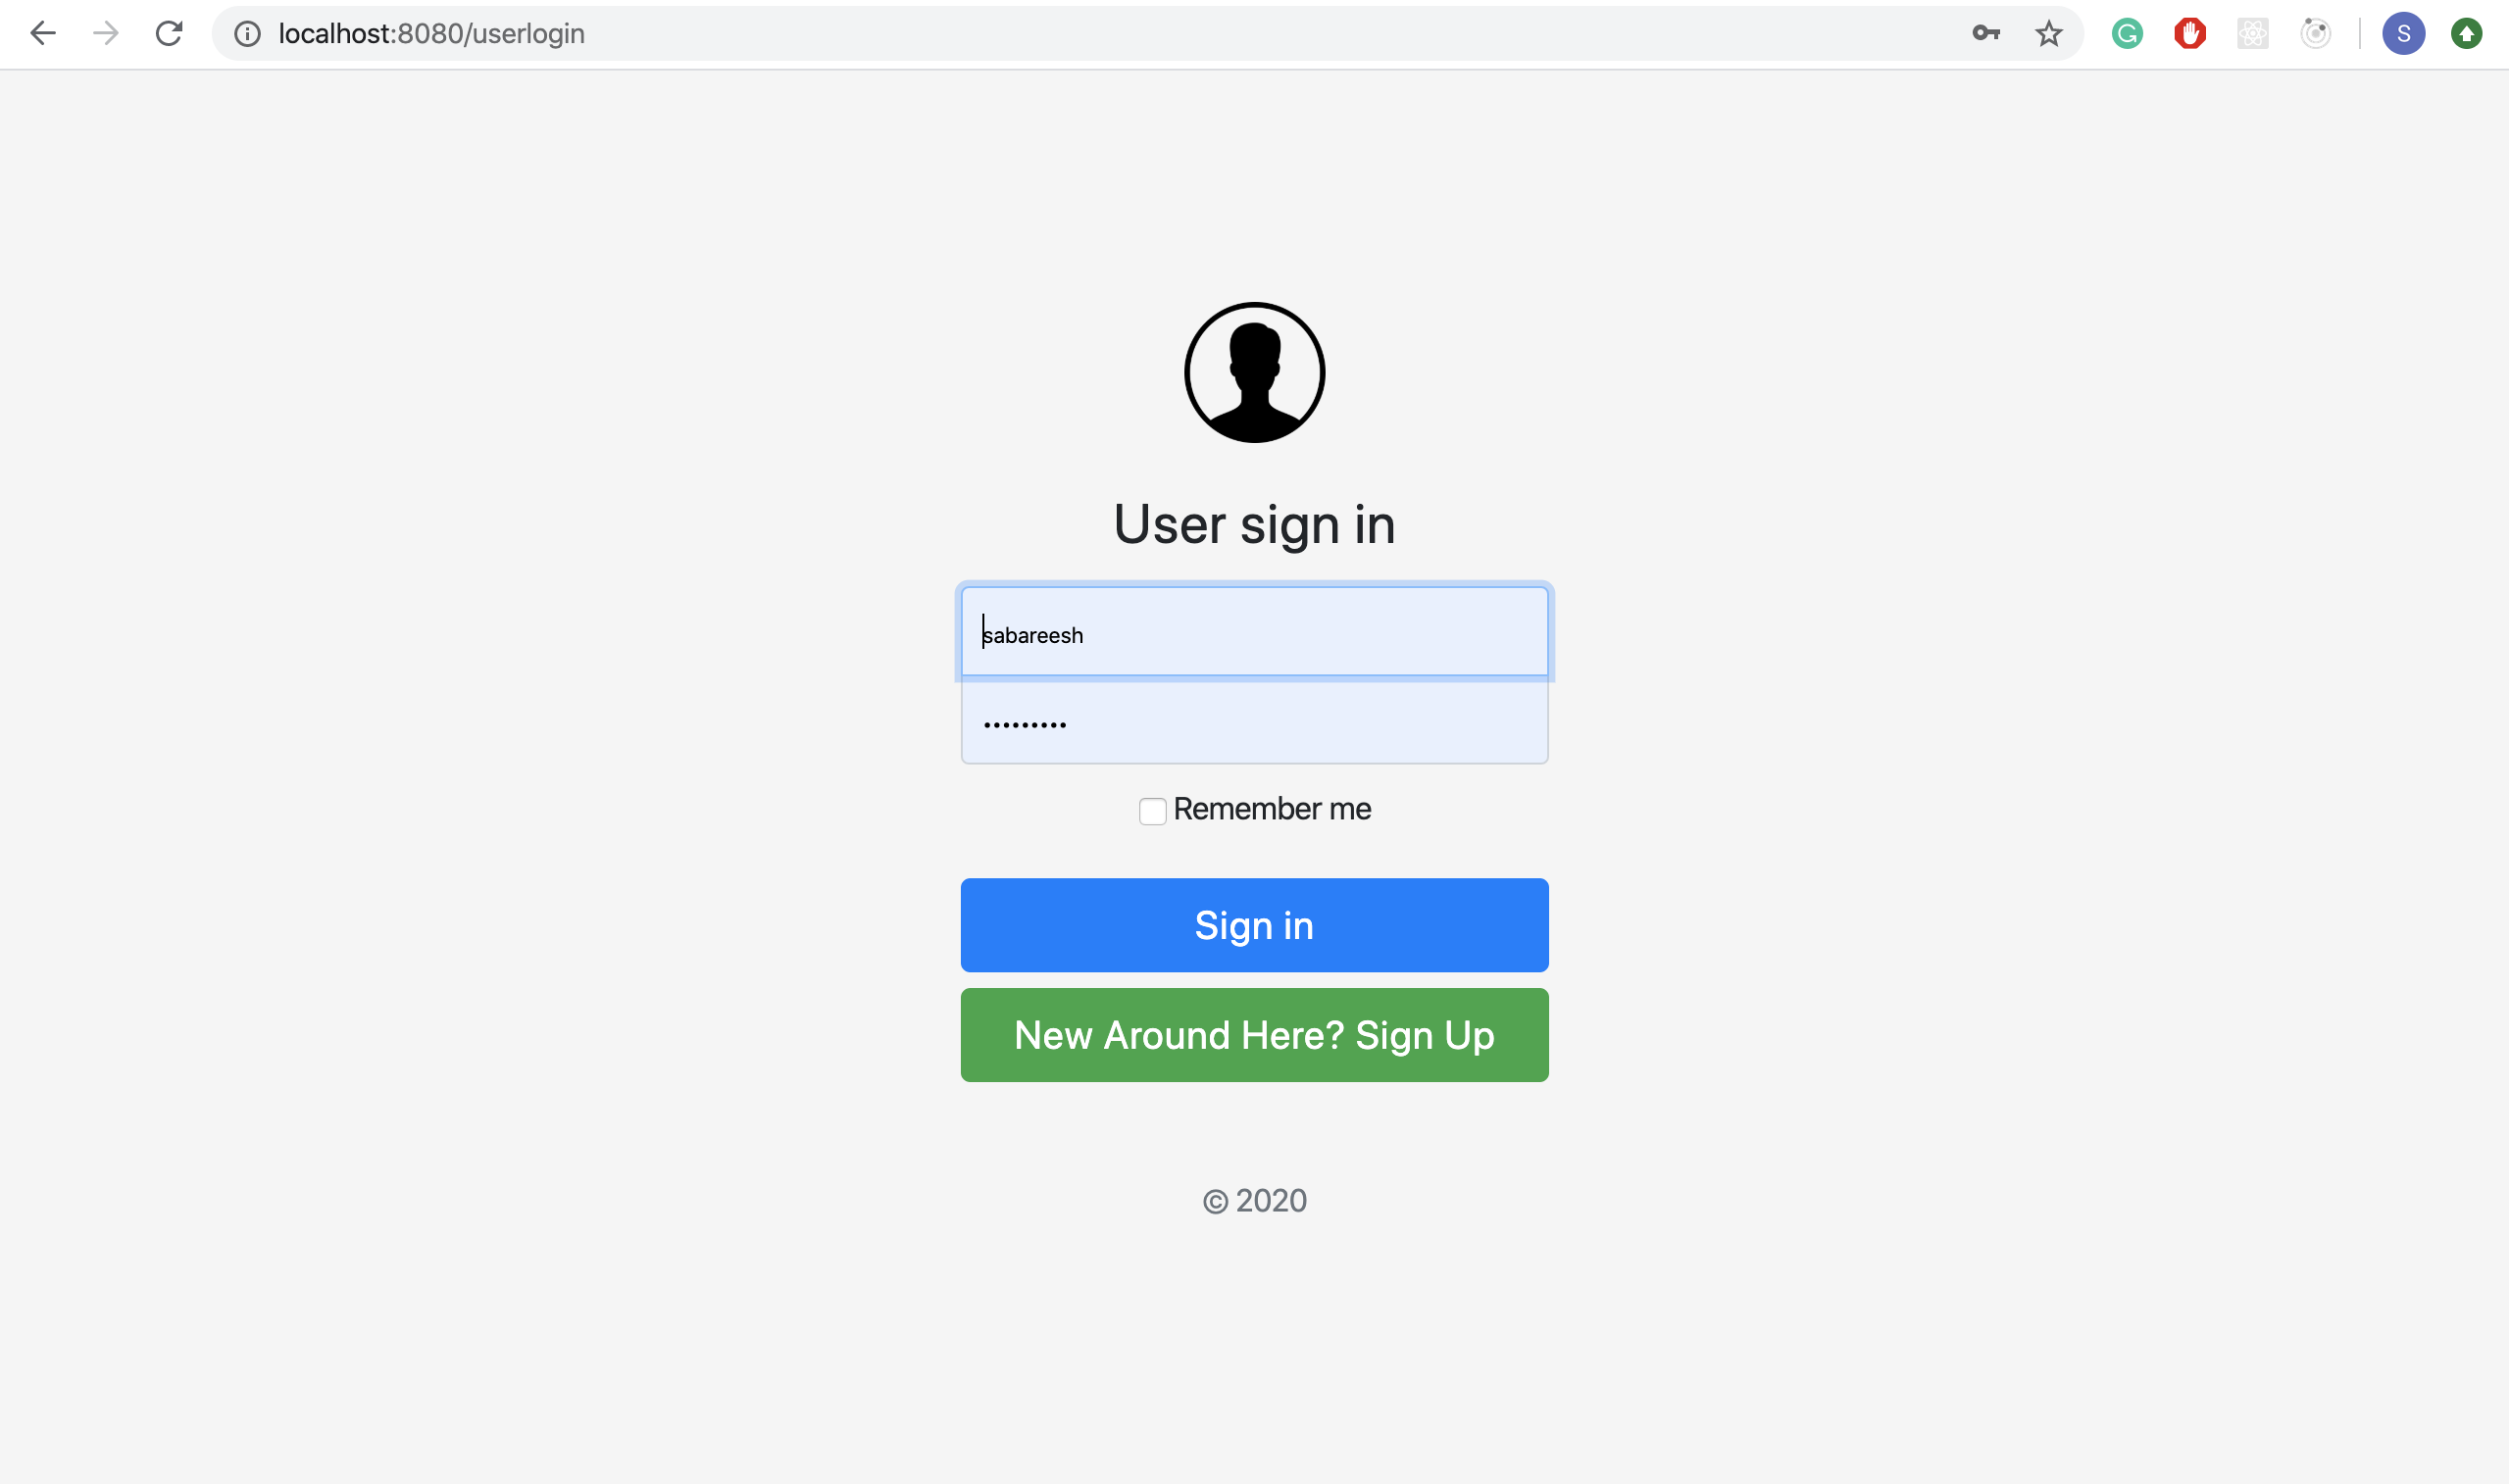 localhost:8080/userlogin
S
User sign in
sabareesh
•••••••••
Remember me
Sign in
New Around Here? Sign Up
© 2020